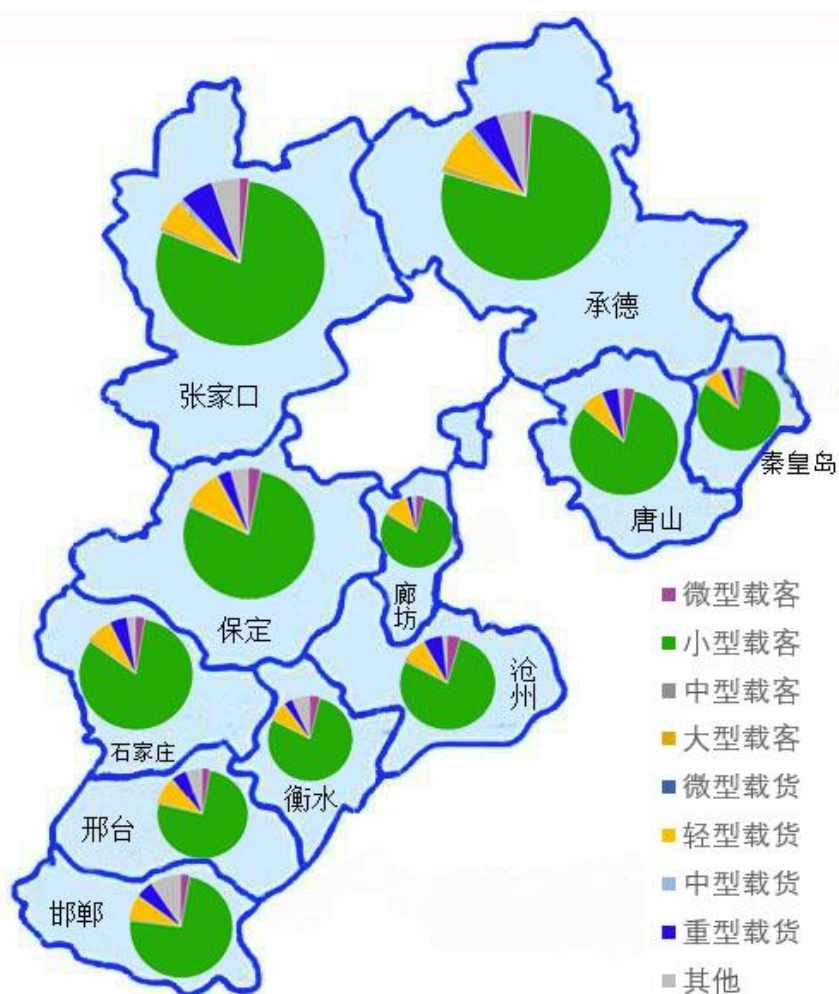 承德
张家口
秦皇岛
唐山
廊坊
保定
沧州
石家庄
衡水
邢台
邯郸
微型载客
小型载客
中型载客
大型载客
微型载货
轻型载货
中型载货
重型载货
其他